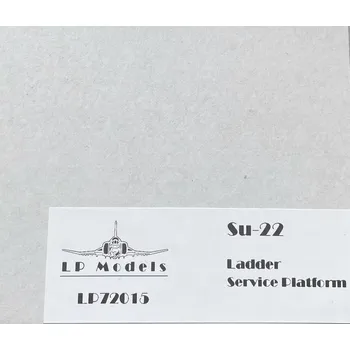 LP Models
LP72015
Su-22
Ladder
Service Platform